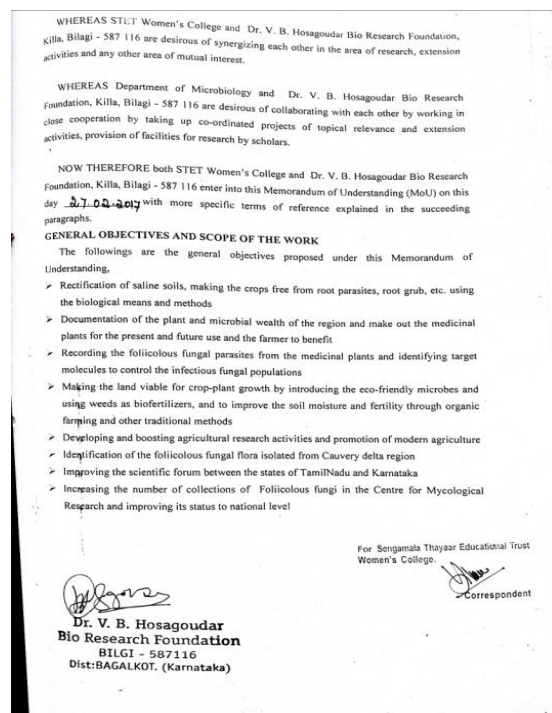 WHEREAS STET Women's College and Dr. V. B. Hosagoudar Bio Research Foundation,
Killa, Bilagi - 587 116 are desirous of synergizing each other in the area of research, extension
activities and any other area of mutual interest.
WHEREAS Department of Microbiology and Dr. V. B. Hosagoudar Bio Research
Foundation, Killa, Bilagi - 587 116 are desirous of collaborating with each other by working in
close cooperation by taking up co-ordinated projects of topical relevance and extension
activities, provision of facilities for research by scholars.
NOW THEREFORE both STET Women's College and Dr. V. B. Hosagoudar Bio Research
Foundation, Killa, Bilagi - 587 116 enter into this Memorandum of Understanding (MoU) on this
day 27.02.2017 with more specific terms of reference explained in the succeeding
paragraphs.
GENERAL OBJECTIVES AND SCOPE OF THE WORK
The followings are the general objectives proposed under this Memorandum of
Understanding,
➢ Rectification of saline soils, making the crops free from root parasites, root grub, etc. using
the biological means and methods
➢ Documentation of the plant and microbial wealth of the region and make out the medicinal
plants for the present and future use and the farmer to benefit
➢ Recording the foliicolous fungal parasites from the medicinal plants and identifying target
molecules to control the infectious fungal populations
➢ Making the land viable for crop-plant growth by introducing the eco-friendly microbes and
using weeds as biofertilizers, and to improve the soil moisture and fertility through organic
farming and other traditional methods
➢ Developing and boosting agricultural research activities and promotion of modern agriculture
➢ Identification of the foliicolous fungal flora isolated from Cauvery delta region
➢ Improving the scientific forum between the states of TamilNadu and Karnataka
➢ Increasing the number of collections of Foliicolous fungi in the Centre for Mycological
Research and improving its status to national level
For Sengamala Thayaar Educational Trust
Women's College.
Correspondent
Dr. V. B. Hosagoudar
Bio Research Foundation
BILGI - 587116
Dist:BAGALKOT. (Karnataka)